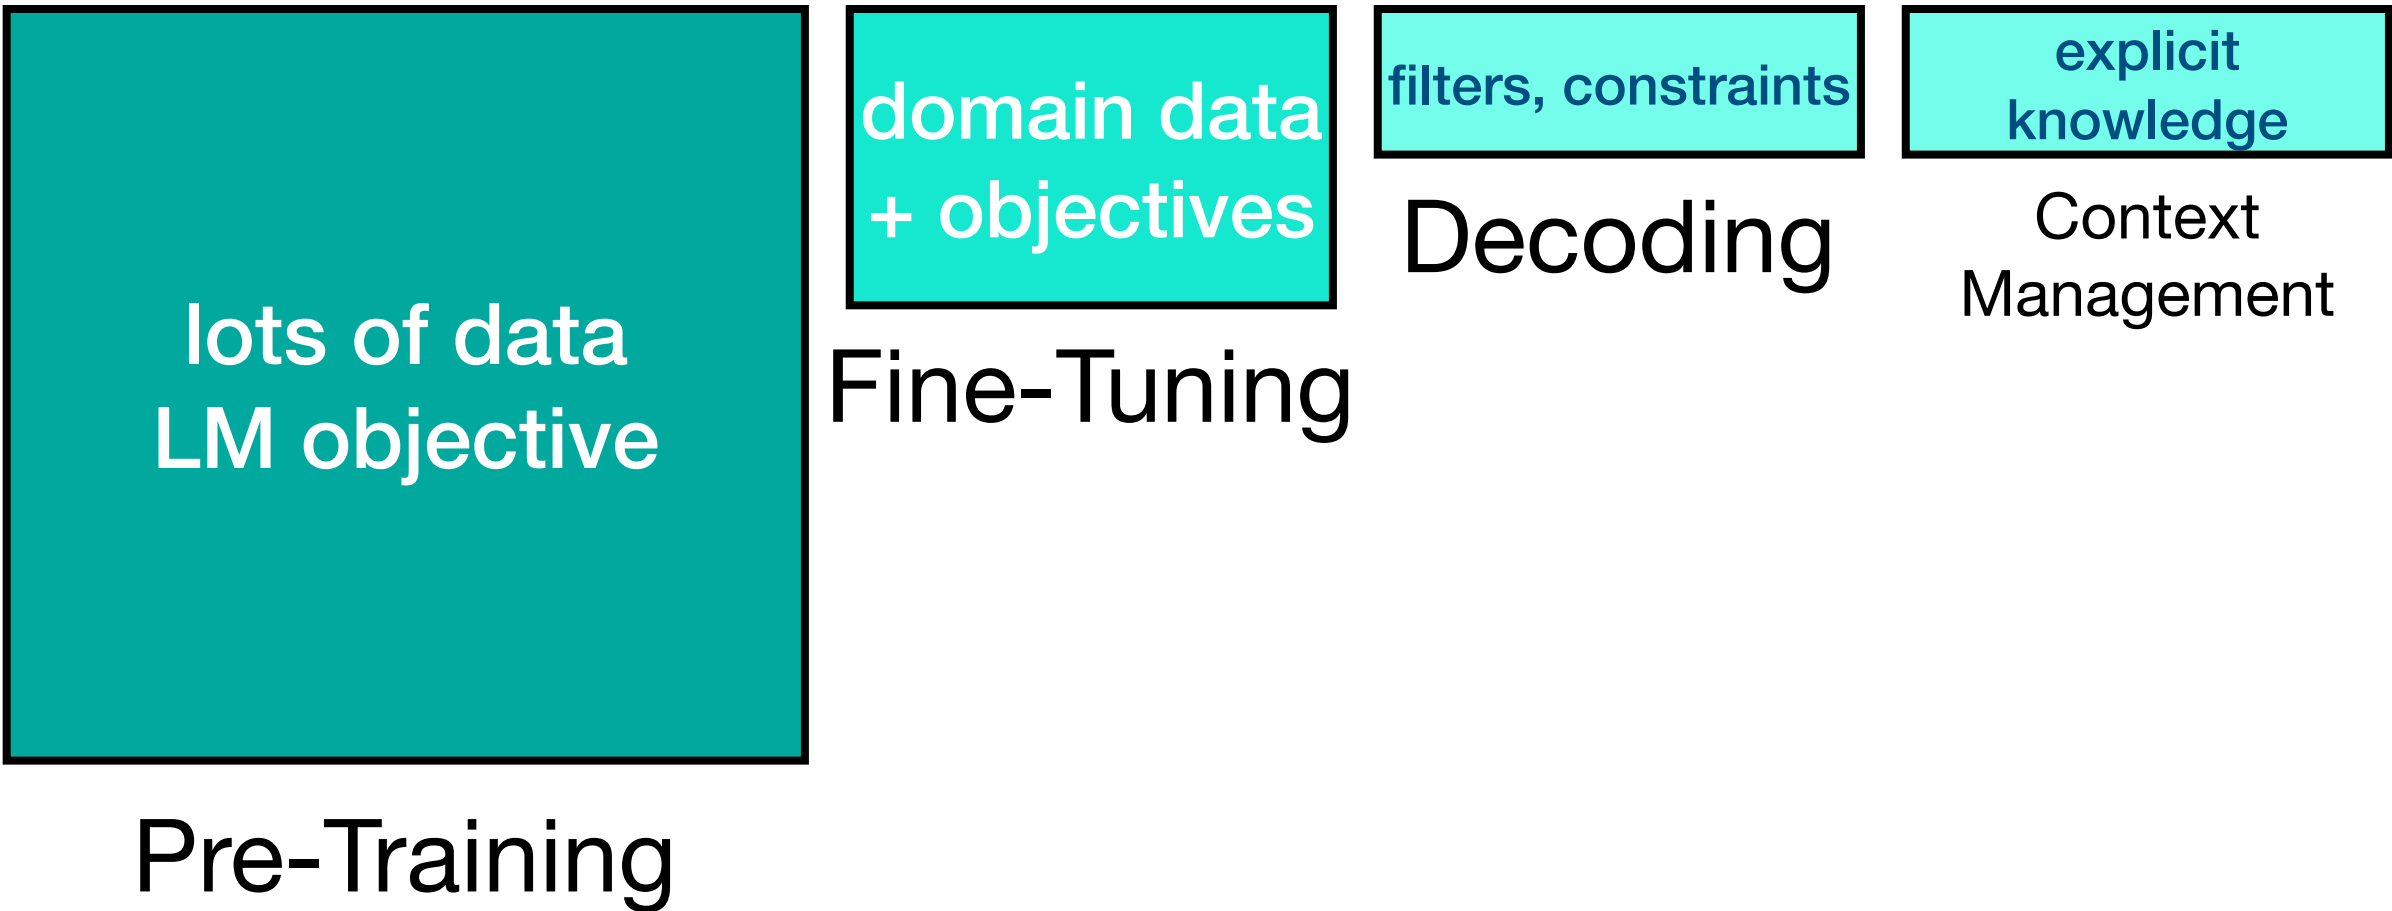 lots of data
LM objective
Pre-Training
domain data
+ objectives
Fine-Tuning
filters, constraints
Decoding
explicit
knowledge
Context
Management